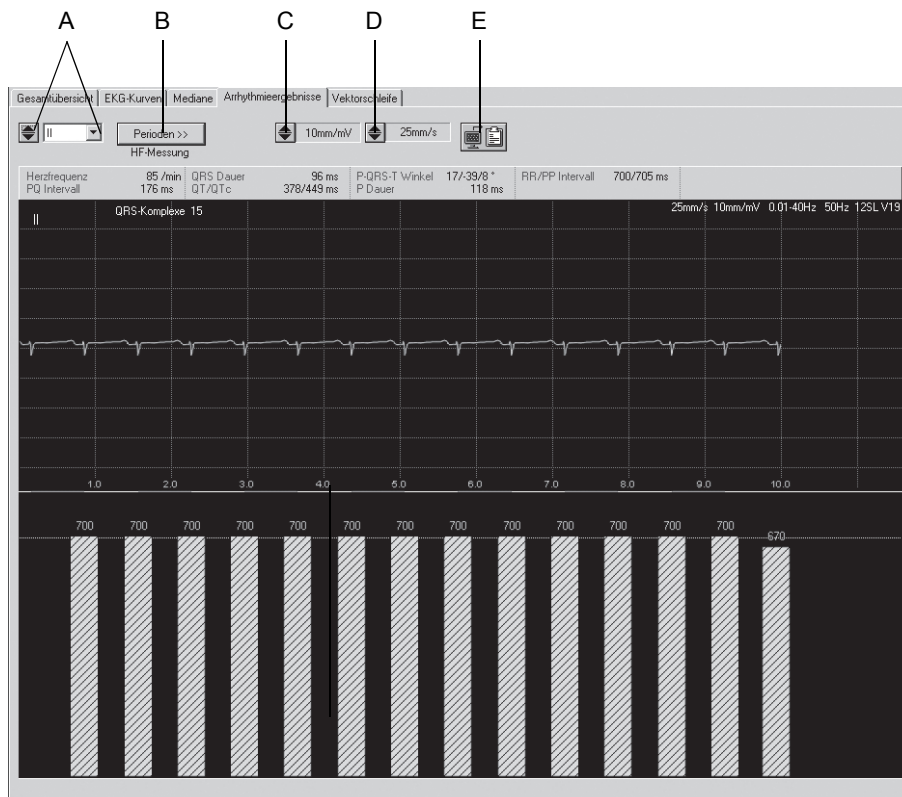 A B C D E
Gesamtübersicht EKG-Kurven Mediane Arrhythmieergebnisse Vektorschleife
II Perioden >> 10mm/mV 25mm/s
HF-Messung
Herzfrequenz 85 /min QRS Dauer 96 ms P-QRS-T Winkel 17/-39/8 ° RR/PP Intervall 700/705 ms
PQ Intervall 176 ms QT/QTc 378/449 ms P Dauer 118 ms
II QRS-Komplexe 15 25mm/s 10mm/mV 0.01-40Hz 50Hz 12SL V19
1.0 2.0 3.0 4.0 5.0 6.0 7.0 8.0 9.0 10.0
700 700 700 700 700 700 700 700 700 700 700 700 700 670